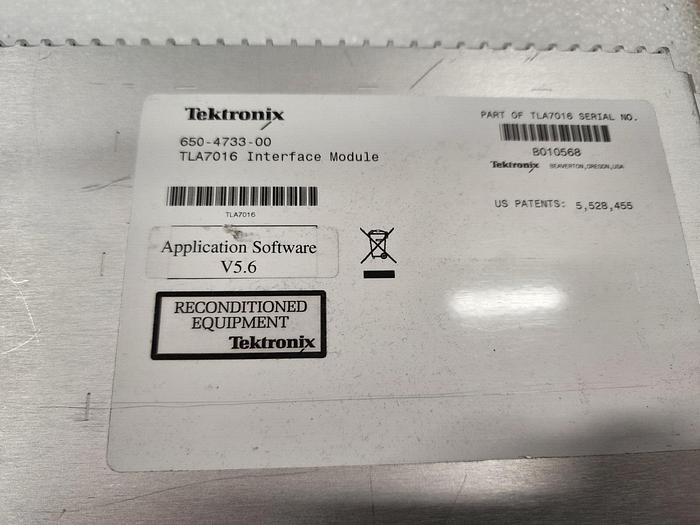 Tektronix
650-4733-00
TLA7016 Interface Module
TLA7016
Application Software
V5.6
RECONDITIONED
EQUIPMENT
Tektronix
PART OF TLA7016 SERIAL NO.
B010568
Tektronix BEAVERTON, OREGON, USA
US PATENTS: 5,528,455